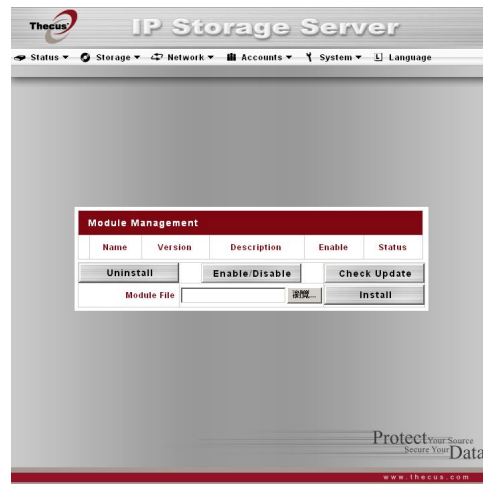 Thecus
IP Storage Server
Status Storage Network Accounts System Language
Module Management
Name Version Description Enable Status
Uninstall Enable/Disable Check Update
Module File 瀏覽... Install
Protect Your Source
Secure Your Data
www.thecus.com